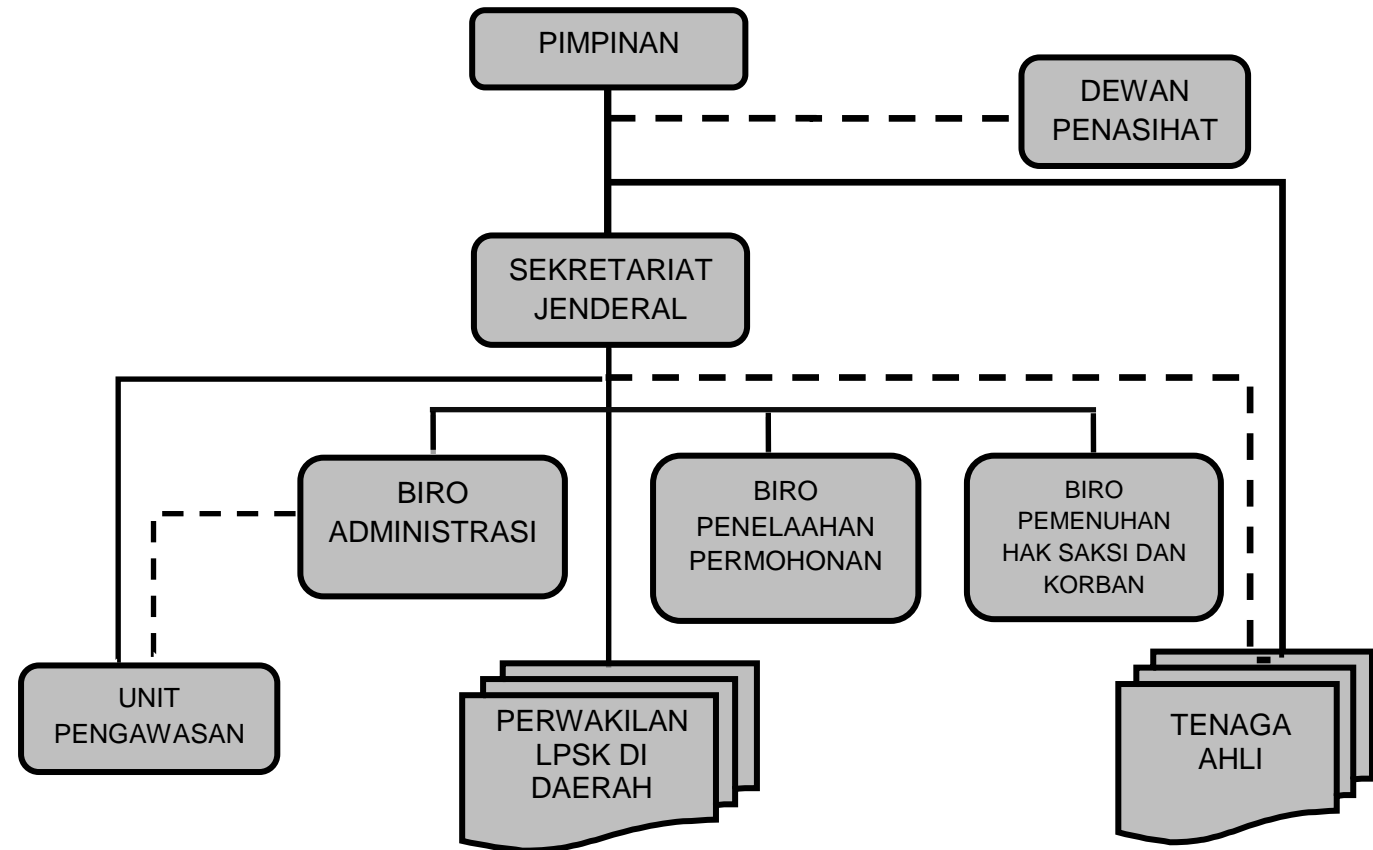 PIMPINAN
DEWAN
PENASIHAT
SEKRETARIAT
JENDERAL
BIRO
ADMINISTRASI
BIRO
PENELAAHAN
PERMOHONAN
BIRO
PEMENUHAN
HAK SAKSI DAN
KORBAN
UNIT
PENGAWASAN
PERWAKILAN
LPSK DI
DAERAH
TENAGA
AHLI